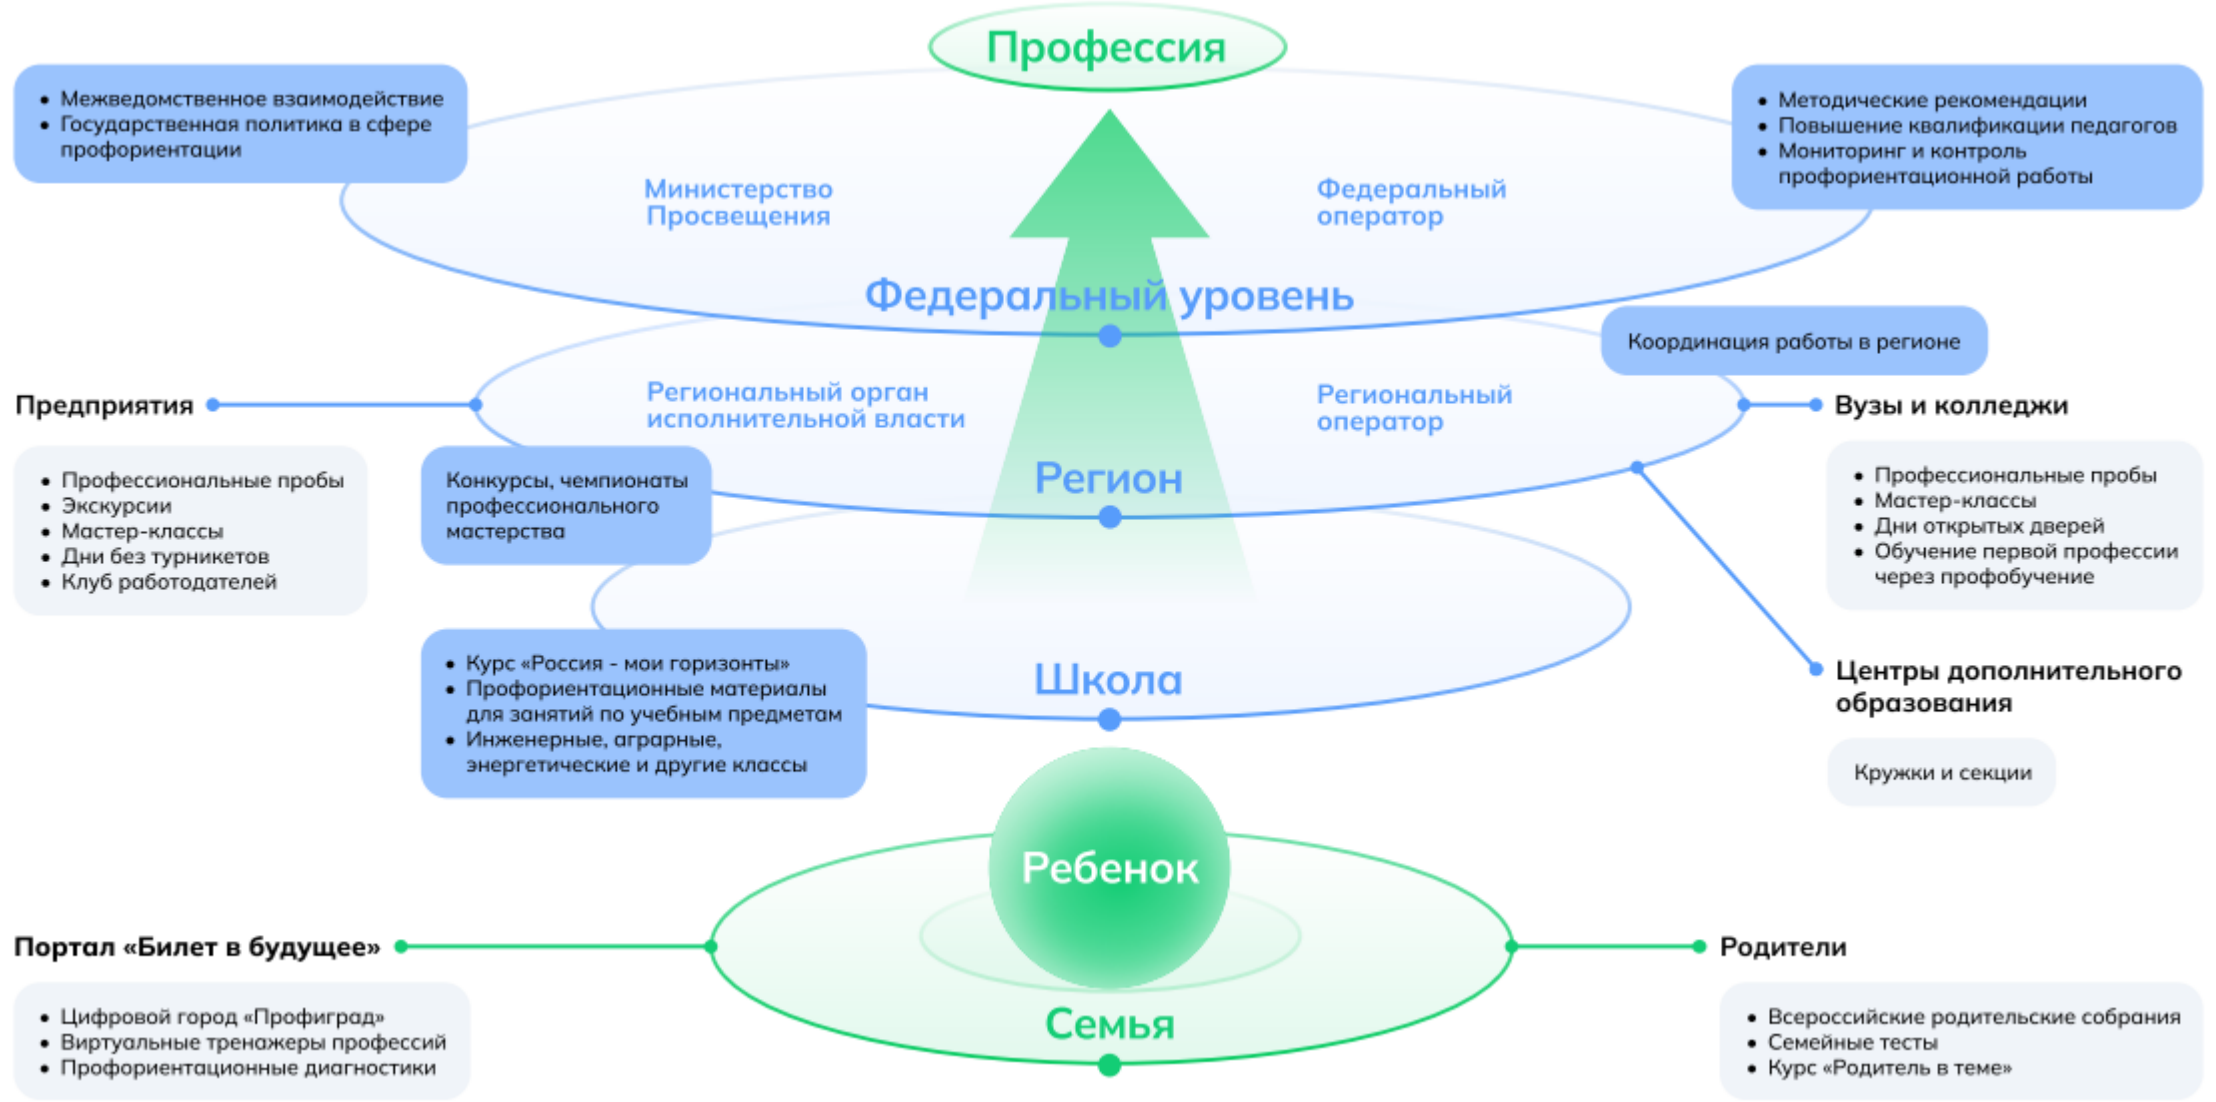 Профессия
• Межведомственное взаимодействие
• Государственная политика в сфере
профориентации
• Методические рекомендации
• Повышение квалификации педагогов
• Мониторинг и контроль
профориентационной работы
Министерство
Просвещения
Федеральный
оператор
Федеральный уровень
Координация работы в регионе
Региональный орган
исполнительной власти
Региональный
оператор
Регион
Предприятия
• Профессиональные пробы
• Экскурсии
• Мастер-классы
• Дни без турникетов
• Клуб работодателей
Конкурсы, чемпионаты
профессионального
мастерства
Вузы и колледжи
• Профессиональные пробы
• Мастер-классы
• Дни открытых дверей
• Обучение первой профессии
через профобучение
• Курс «Россия - мои горизонты»
• Профориентационные материалы
для занятий по учебным предметам
• Инженерные, аграрные,
энергетические и другие классы
Школа
Центры дополнительного
образования
Кружки и секции
Ребенок
Семья
Портал «Билет в будущее»
• Цифровой город «Профиград»
• Виртуальные тренажеры профессий
• Профориентационные диагностики
Родители
• Всероссийские родительские собрания
• Семейные тесты
• Курс «Родитель в теме»